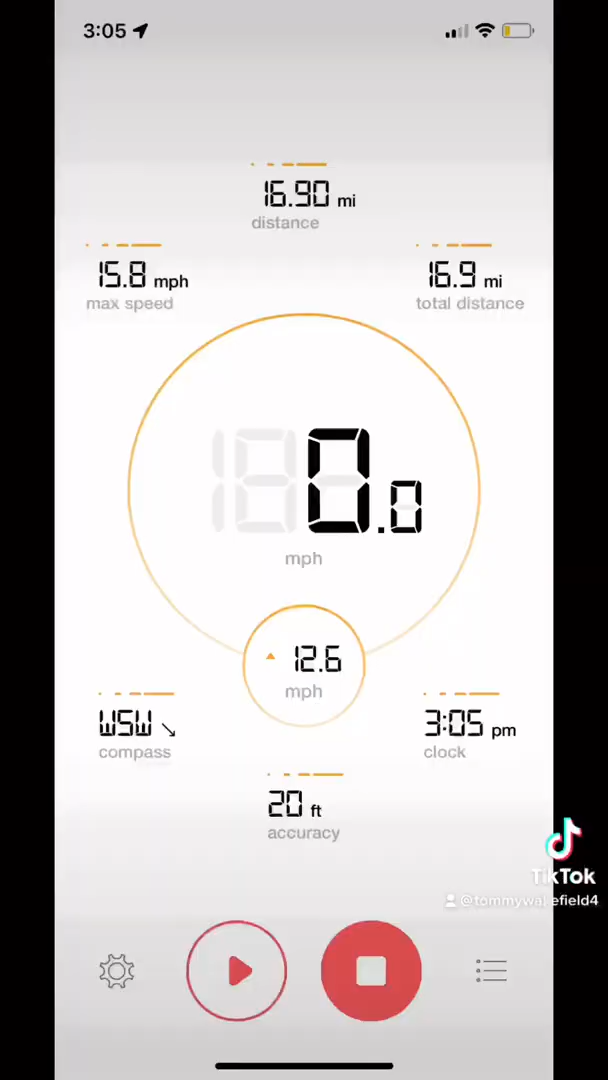 3:05
16.90 mi
distance
15.8 mph
max speed
16.9 mi
total distance
0.0
mph
12.6
mph
WSW
compass
3:05 pm
clock
20 ft
accuracy
TikTok
@tommywakefield4